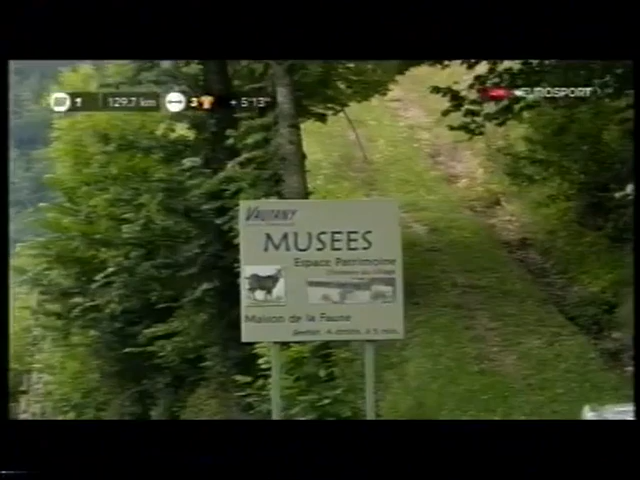 1 129.7 km 3 + 5'13"
EUROSPORT
VAUJANY
MUSEES
Espace Patrimoine
Maison de la Faune